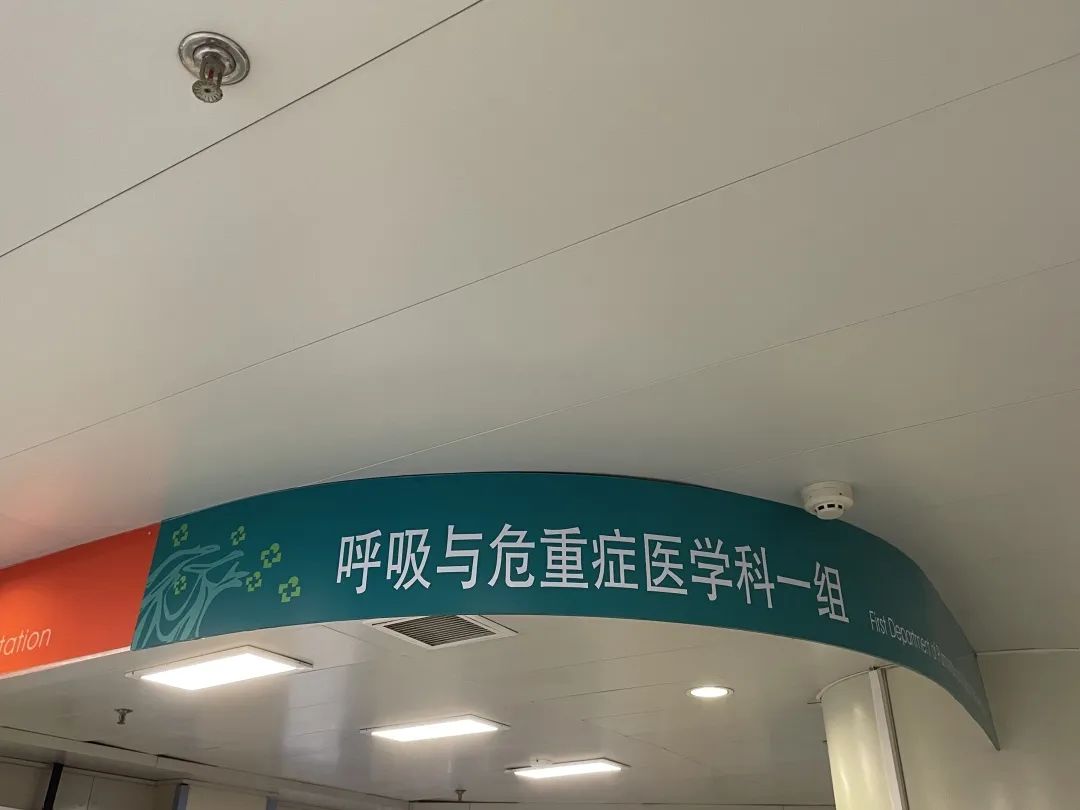 呼吸与危重症医学科一组
First Department of
tation